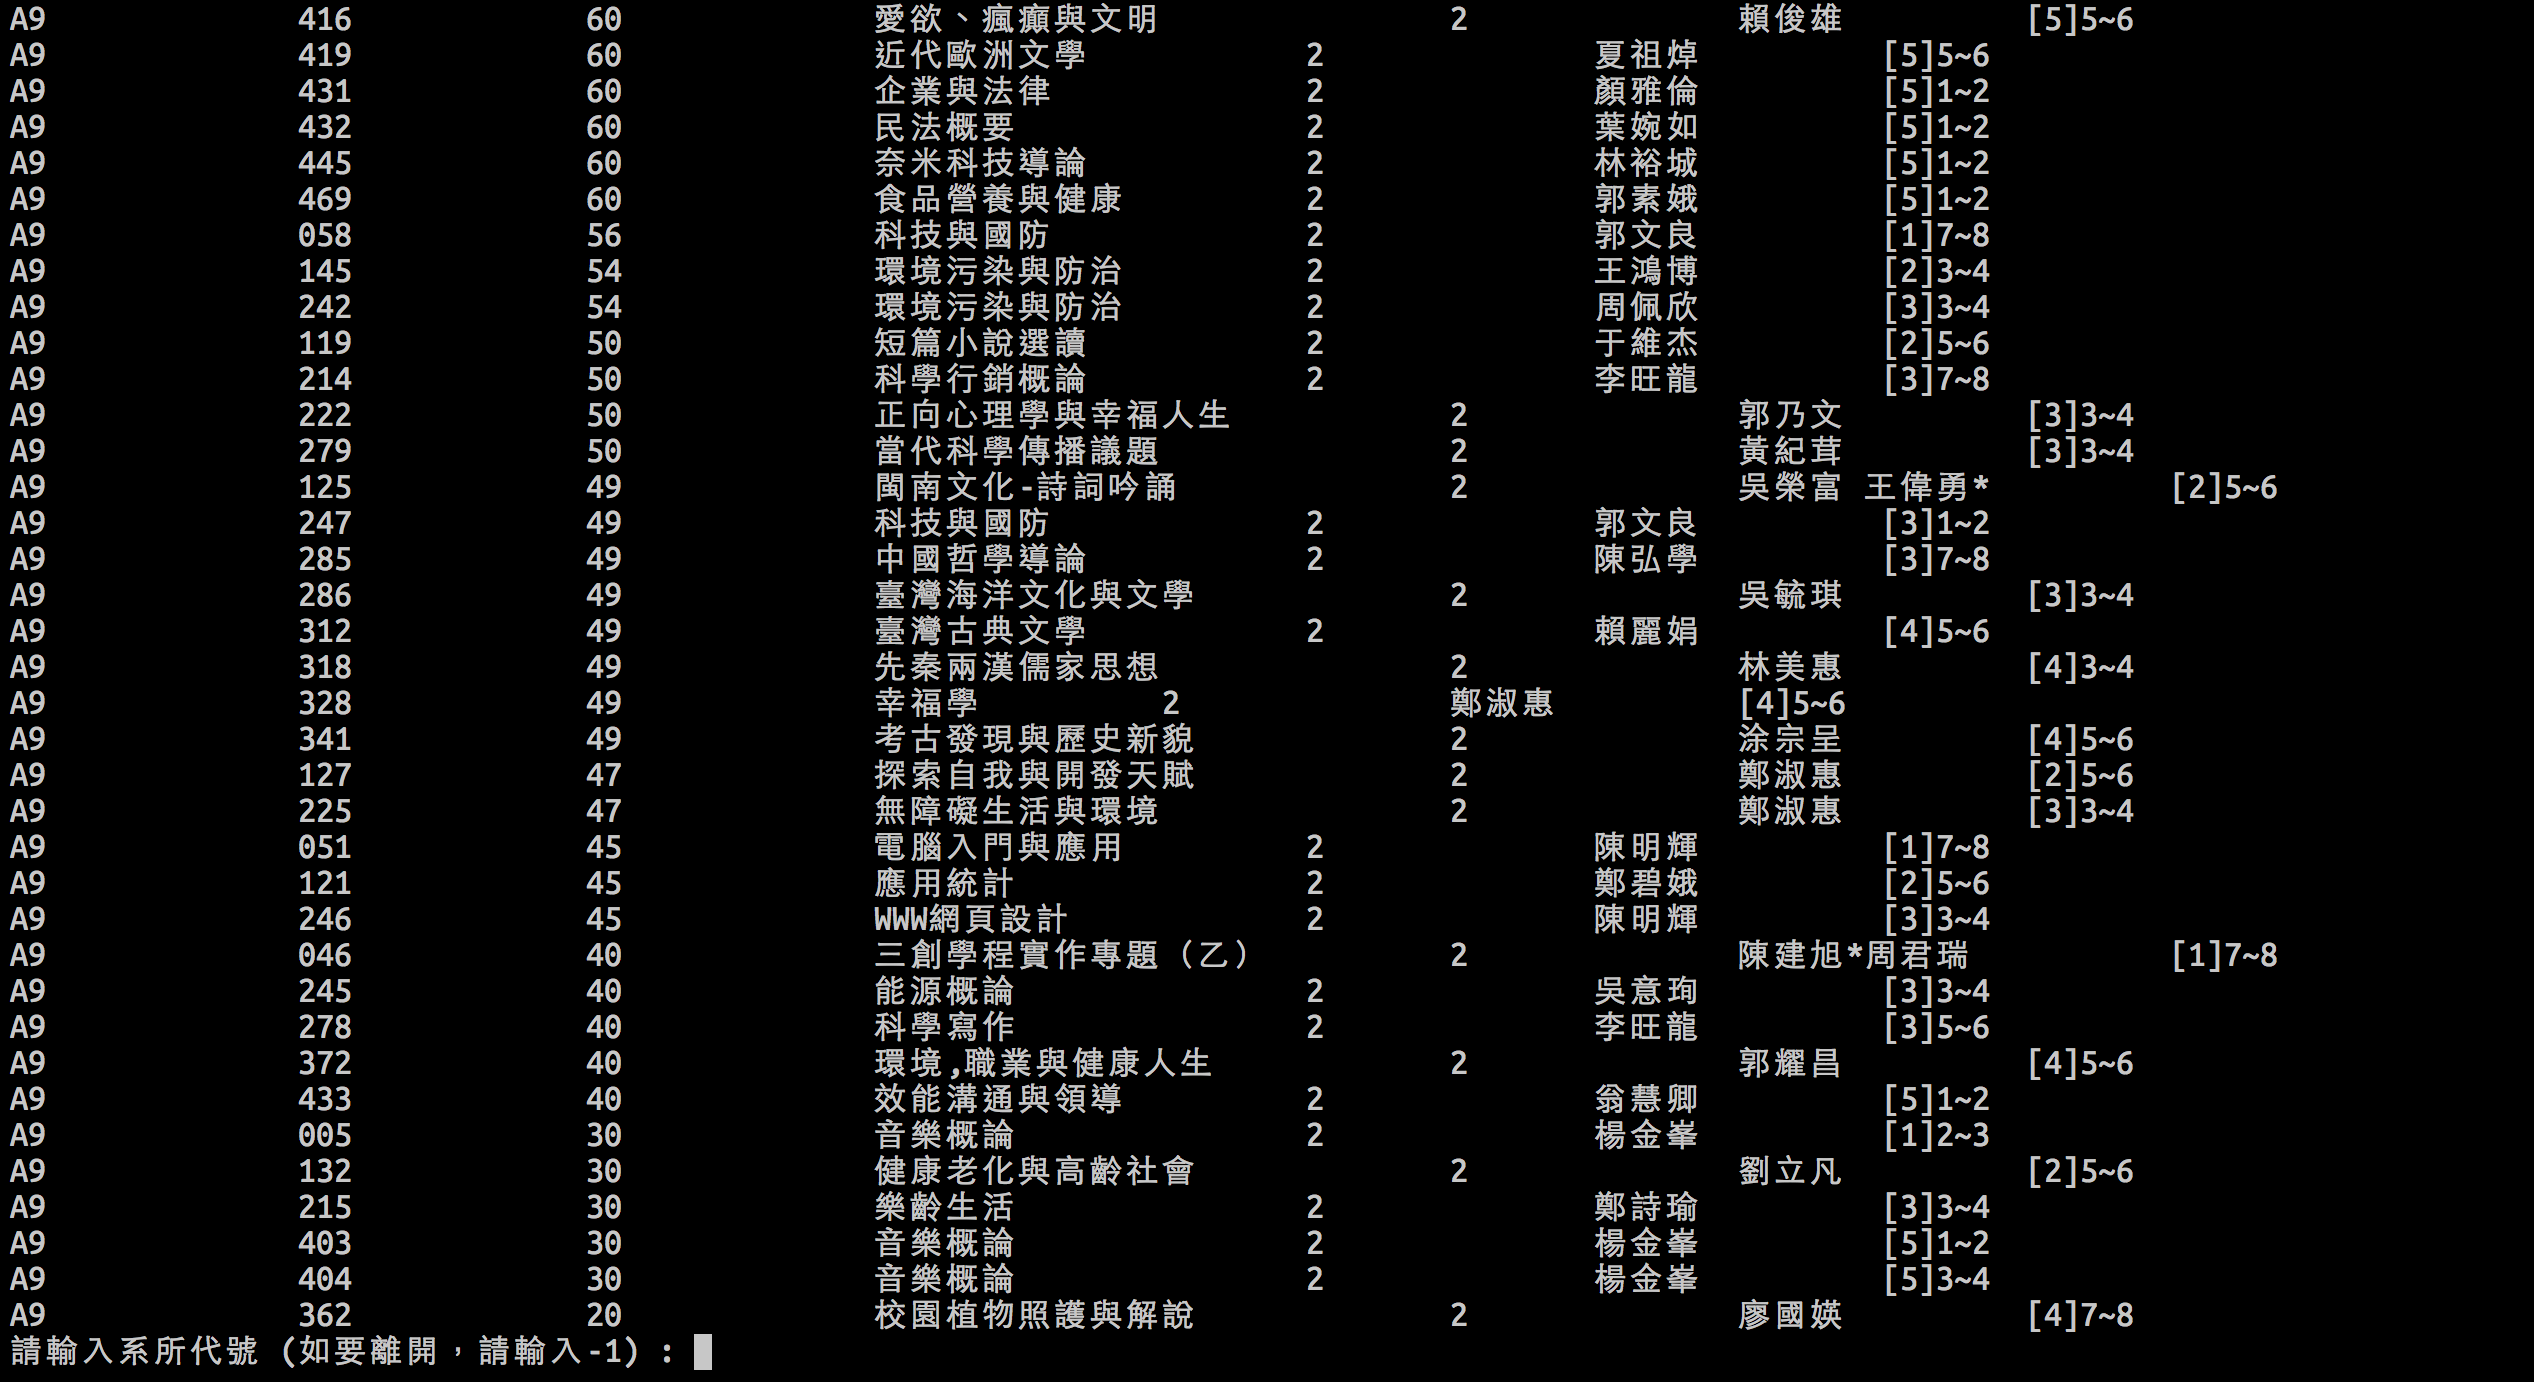 A9 416 60 愛欲、瘋癲與文明 2 賴俊雄 [5]5~6
A9 419 60 近代歐洲文學 2 夏祖焯 [5]5~6
A9 431 60 企業與法律 2 顏雅倫 [5]1~2
A9 432 60 民法概要 2 葉婉如 [5]1~2
A9 445 60 奈米科技導論 2 林裕城 [5]1~2
A9 469 60 食品營養與健康 2 郭素娥 [5]1~2
A9 058 56 科技與國防 2 郭文良 [1]7~8
A9 145 54 環境污染與防治 2 王鴻博 [2]3~4
A9 242 54 環境污染與防治 2 周佩欣 [3]3~4
A9 119 50 短篇小說選讀 2 于維杰 [2]5~6
A9 214 50 科學行銷概論 2 李旺龍 [3]7~8
A9 222 50 正向心理學與幸福人生 2 郭乃文 [3]3~4
A9 279 50 當代科學傳播議題 2 黃紀茸 [3]3~4
A9 125 49 閩南文化-詩詞吟誦 2 吳榮富 王偉勇* [2]5~6
A9 247 49 科技與國防 2 郭文良 [3]1~2
A9 285 49 中國哲學導論 2 陳弘學 [3]7~8
A9 286 49 臺灣海洋文化與文學 2 吳毓琪 [3]3~4
A9 312 49 臺灣古典文學 2 賴麗娟 [4]5~6
A9 318 49 先秦兩漢儒家思想 2 林美惠 [4]3~4
A9 328 49 幸福學 2 鄭淑惠 [4]5~6
A9 341 49 考古發現與歷史新貌 2 涂宗呈 [4]5~6
A9 127 47 探索自我與開發天賦 2 鄭淑惠 [2]5~6
A9 225 47 無障礙生活與環境 2 鄭淑惠 [3]3~4
A9 051 45 電腦入門與應用 2 陳明輝 [1]7~8
A9 121 45 應用統計 2 鄭碧娥 [2]5~6
A9 246 45 WWW網頁設計 2 陳明輝 [3]3~4
A9 046 40 三創學程實作專題（乙） 2 陳建旭*周君瑞 [1]7~8
A9 245 40 能源概論 2 吳意珣 [3]3~4
A9 278 40 科學寫作 2 李旺龍 [3]5~6
A9 372 40 環境,職業與健康人生 2 郭耀昌 [4]5~6
A9 433 40 效能溝通與領導 2 翁慧卿 [5]1~2
A9 005 30 音樂概論 2 楊金峯 [1]2~3
A9 132 30 健康老化與高齡社會 2 劉立凡 [2]5~6
A9 215 30 樂齡生活 2 鄭詩瑜 [3]3~4
A9 403 30 音樂概論 2 楊金峯 [5]1~2
A9 404 30 音樂概論 2 楊金峯 [5]3~4
A9 362 20 校園植物照護與解說 2 廖國媖 [4]7~8
請輸入系所代號 (如要離開，請輸入-1) :